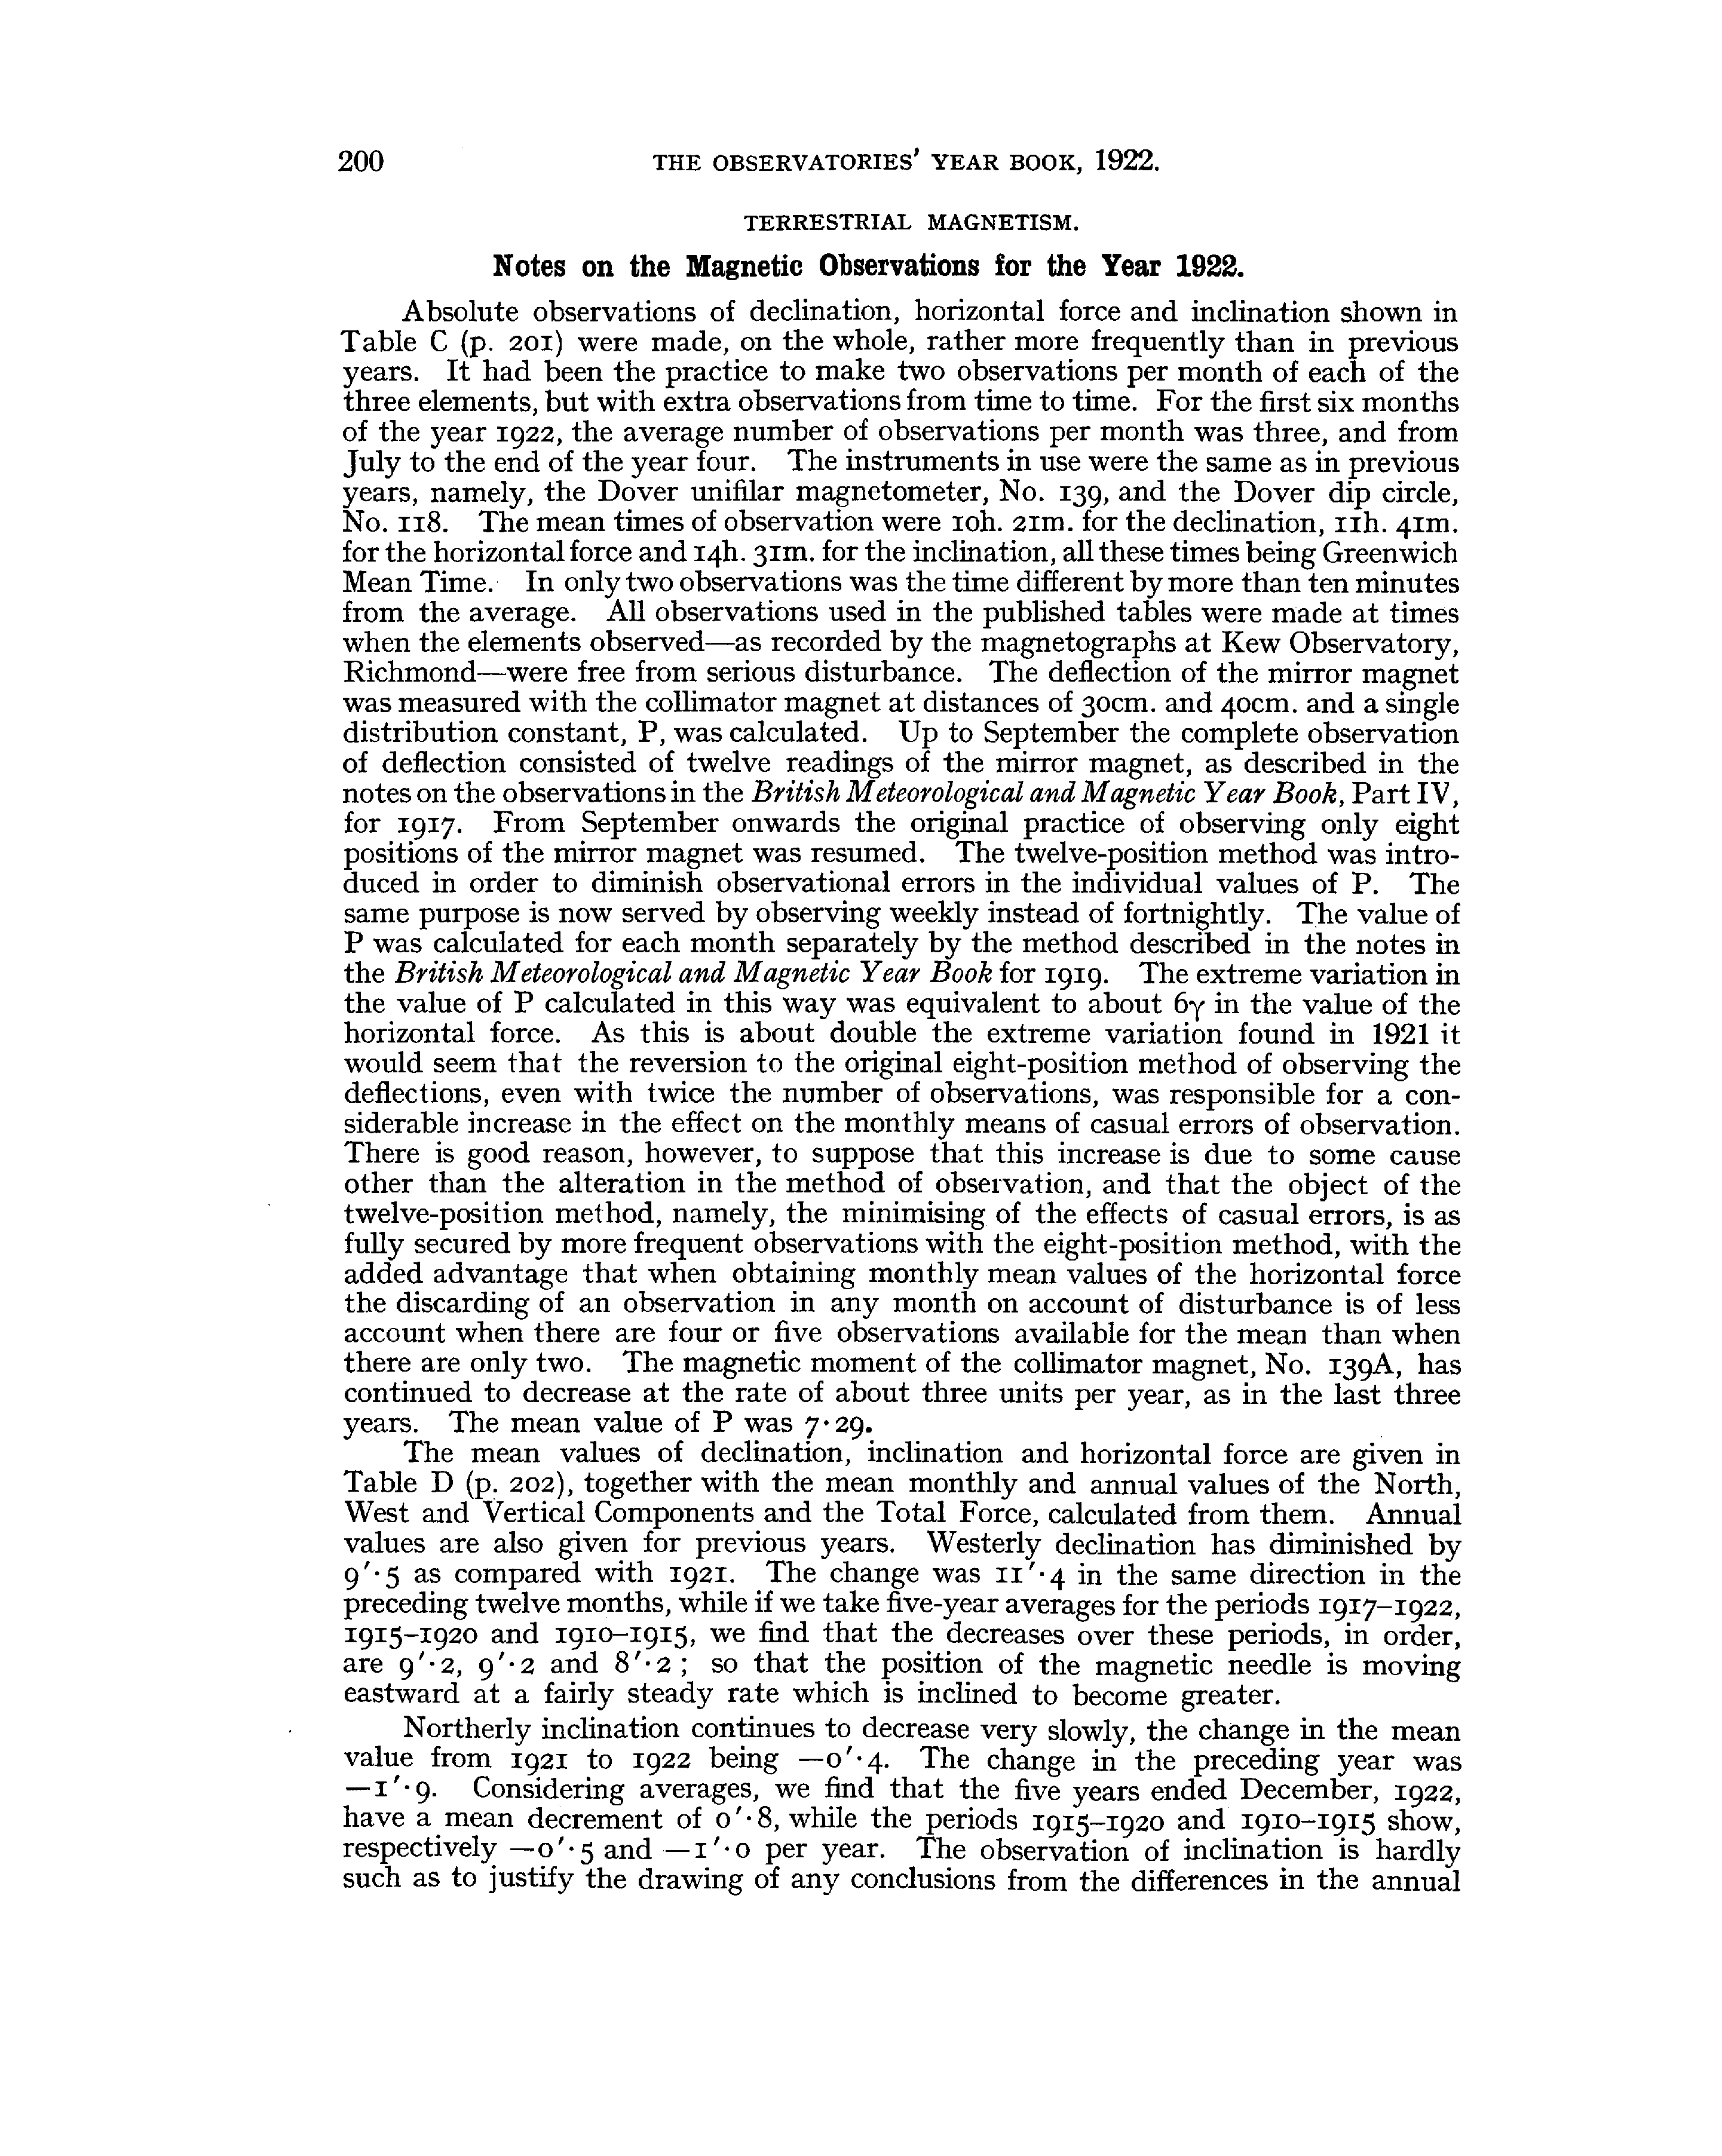 200 THE OBSERVATORIES' YEAR BOOK, 1922.
TERRESTRIAL MAGNETISM.
Notes on the Magnetic Observations for the Year 1922.
Absolute observations of declination, horizontal force and inclination shown in
Table C (p. 201) were made, on the whole, rather more frequently than in previous
years. It had been the practice to make two observations per month of each of the
three elements, but with extra observations from time to time. For the first six months
of the year 1922, the average number of observations per month was three, and from
July to the end of the year four. The instruments in use were the same as in previous
years, namely, the Dover unifilar magnetometer, No. 139, and the Dover dip circle,
No. 118. The mean times of observation were 10h. 21m. for the declination, 11h. 41m.
for the horizontal force and 14h. 31m. for the inclination, all these times being Greenwich
Mean Time. In only two observations was the time different by more than ten minutes
from the average. All observations used in the published tables were made at times
when the elements observed—as recorded by the magnetographs at Kew Observatory,
Richmond—were free from serious disturbance. The deflection of the mirror magnet
was measured with the collimator magnet at distances of 30cm. and 40cm. and a single
distribution constant, P, was calculated. Up to September the complete observation
of deflection consisted of twelve readings of the mirror magnet, as described in the
notes on the observations in the British Meteorological and Magnetic Year Book, Part IV,
for 1917. From September onwards the original practice of observing only eight
positions of the mirror magnet was resumed. The twelve-position method was intro-
duced in order to diminish observational errors in the individual values of P. The
same purpose is now served by observing weekly instead of fortnightly. The value of
P was calculated for each month separately by the method described in the notes in
the British Meteorological and Magnetic Year Book for 1919. The extreme variation in
the value of P calculated in this way was equivalent to about 6γ in the value of the
horizontal force. As this is about double the extreme variation found in 1921 it
would seem that the reversion to the original eight-position method of observing the
deflections, even with twice the number of observations, was responsible for a con-
siderable increase in the effect on the monthly means of casual errors of observation.
There is good reason, however, to suppose that this increase is due to some cause
other than the alteration in the method of observation, and that the object of the
twelve-position method, namely, the minimising of the effects of casual errors, is as
fully secured by more frequent observations with the eight-position method, with the
added advantage that when obtaining monthly mean values of the horizontal force
the discarding of an observation in any month on account of disturbance is of less
account when there are four or five observations available for the mean than when
there are only two. The magnetic moment of the collimator magnet, No. 139A, has
continued to decrease at the rate of about three units per year, as in the last three
years. The mean value of P was 7·29.
The mean values of declination, inclination and horizontal force are given in
Table D (p. 202), together with the mean monthly and annual values of the North,
West and Vertical Components and the Total Force, calculated from them. Annual
values are also given for previous years. Westerly declination has diminished by
9′·5 as compared with 1921. The change was 11′·4 in the same direction in the
preceding twelve months, while if we take five-year averages for the periods 1917–1922,
1915–1920 and 1910–1915, we find that the decreases over these periods, in order,
are 9′·2, 9′·2 and 8′·2; so that the position of the magnetic needle is moving
eastward at a fairly steady rate which is inclined to become greater.
Northerly inclination continues to decrease very slowly, the change in the mean
value from 1921 to 1922 being —0′·4. The change in the preceding year was
—1′·9. Considering averages, we find that the five years ended December, 1922,
have a mean decrement of 0′·8, while the periods 1915–1920 and 1910–1915 show,
respectively —0′·5 and —1′·0 per year. The observation of inclination is hardly
such as to justify the drawing of any conclusions from the differences in the annual